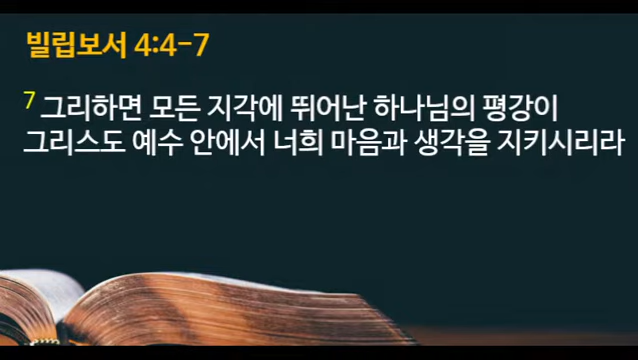 빌립보서 4:4-7
7 그리하면 모든 지각에 뛰어난 하나님의 평강이
그리스도 예수 안에서 너희 마음과 생각을 지키시리라